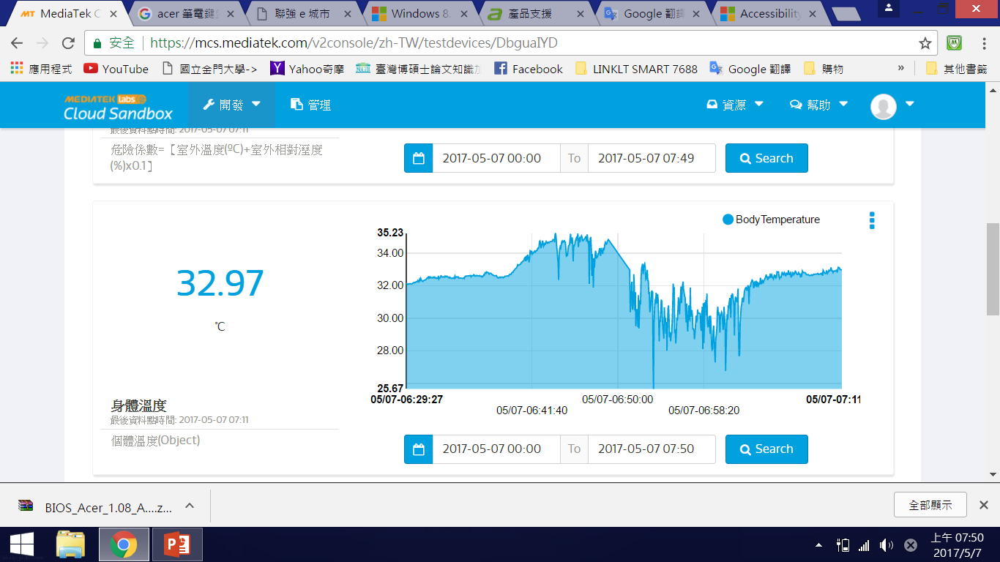 MediaTek C
acer 筆電鍵
聯強 e 城市
Windows 8.
產品支援
Google 翻譯
Accessibility
安全
https://mcs.mediatek.com/v2console/zh-TW/testdevices/DbguaIYD
應用程式
YouTube
國立金門大學->
Yahoo奇摩
臺灣博碩士論文知識加
Facebook
LINKLT SMART 7688
Google 翻譯
購物
»
其他書籤
MEDIATEK labs
Cloud Sandbox
開發
管理
資源
幫助
最後資料點時間: 2017-05-07 07:11
危險係數=【室外溫度(ºC)+室外相對溼度
(%)x0.1】
2017-05-07 00:00
To
2017-05-07 07:49
Search
BodyTemperature
35.23
34.00
32.00
30.00
28.00
25.67
05/07-06:29:27
05/07-06:41:40
05/07-06:50:00
05/07-06:58:20
05/07-07:11
32.97
℃
身體溫度
最後資料點時間: 2017-05-07 07:11
個體溫度(Object)
2017-05-07 00:00
To
2017-05-07 07:50
Search
BIOS_Acer_1.08_A....z...
全部顯示
上午 07:50
2017/5/7